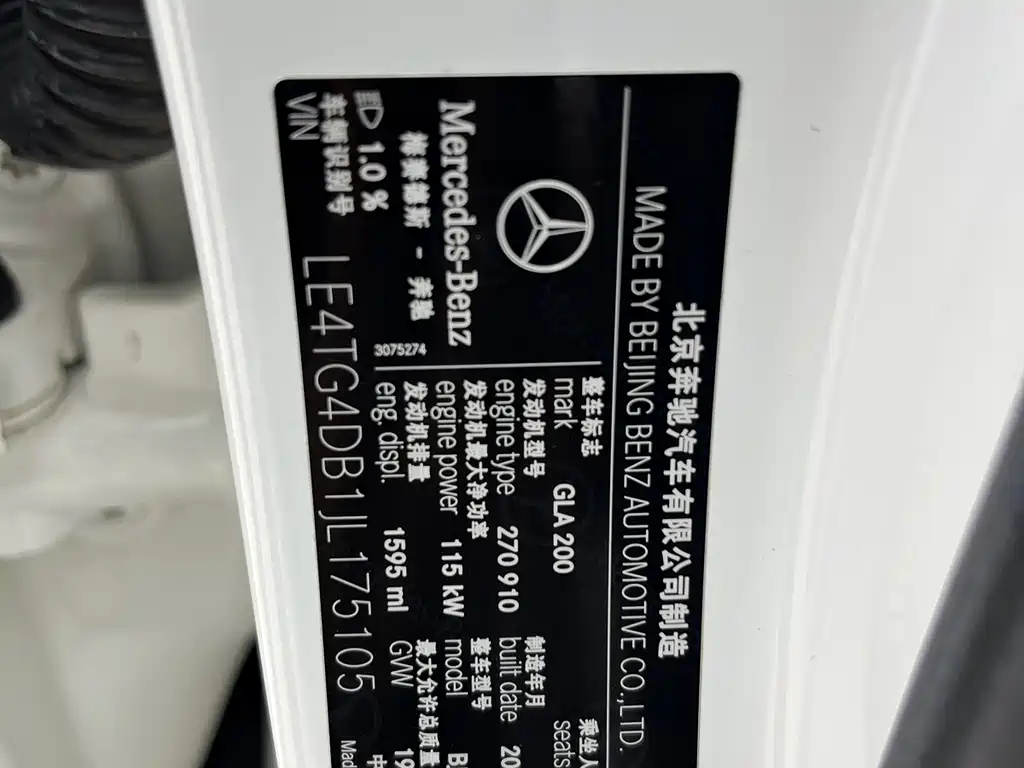 北京奔驰汽车有限公司制造
MADE BY BEIJING BENZ AUTOMOTIVE CO.,LTD.
Mercedes-Benz
梅赛德斯 - 奔驰
3075274
整车标志
mark GLA 200
乘坐人
seats
发动机型号
engine type 270 910
制造年月
built date 20
发动机最大净功率
engine power 115 kW
整车型号
model B
发动机排量
eng. displ. 1595 ml
最大允许总质量
GVW 19
1.0 %
车辆识别号
VIN LE4TG4DB1JL175105
中
Made